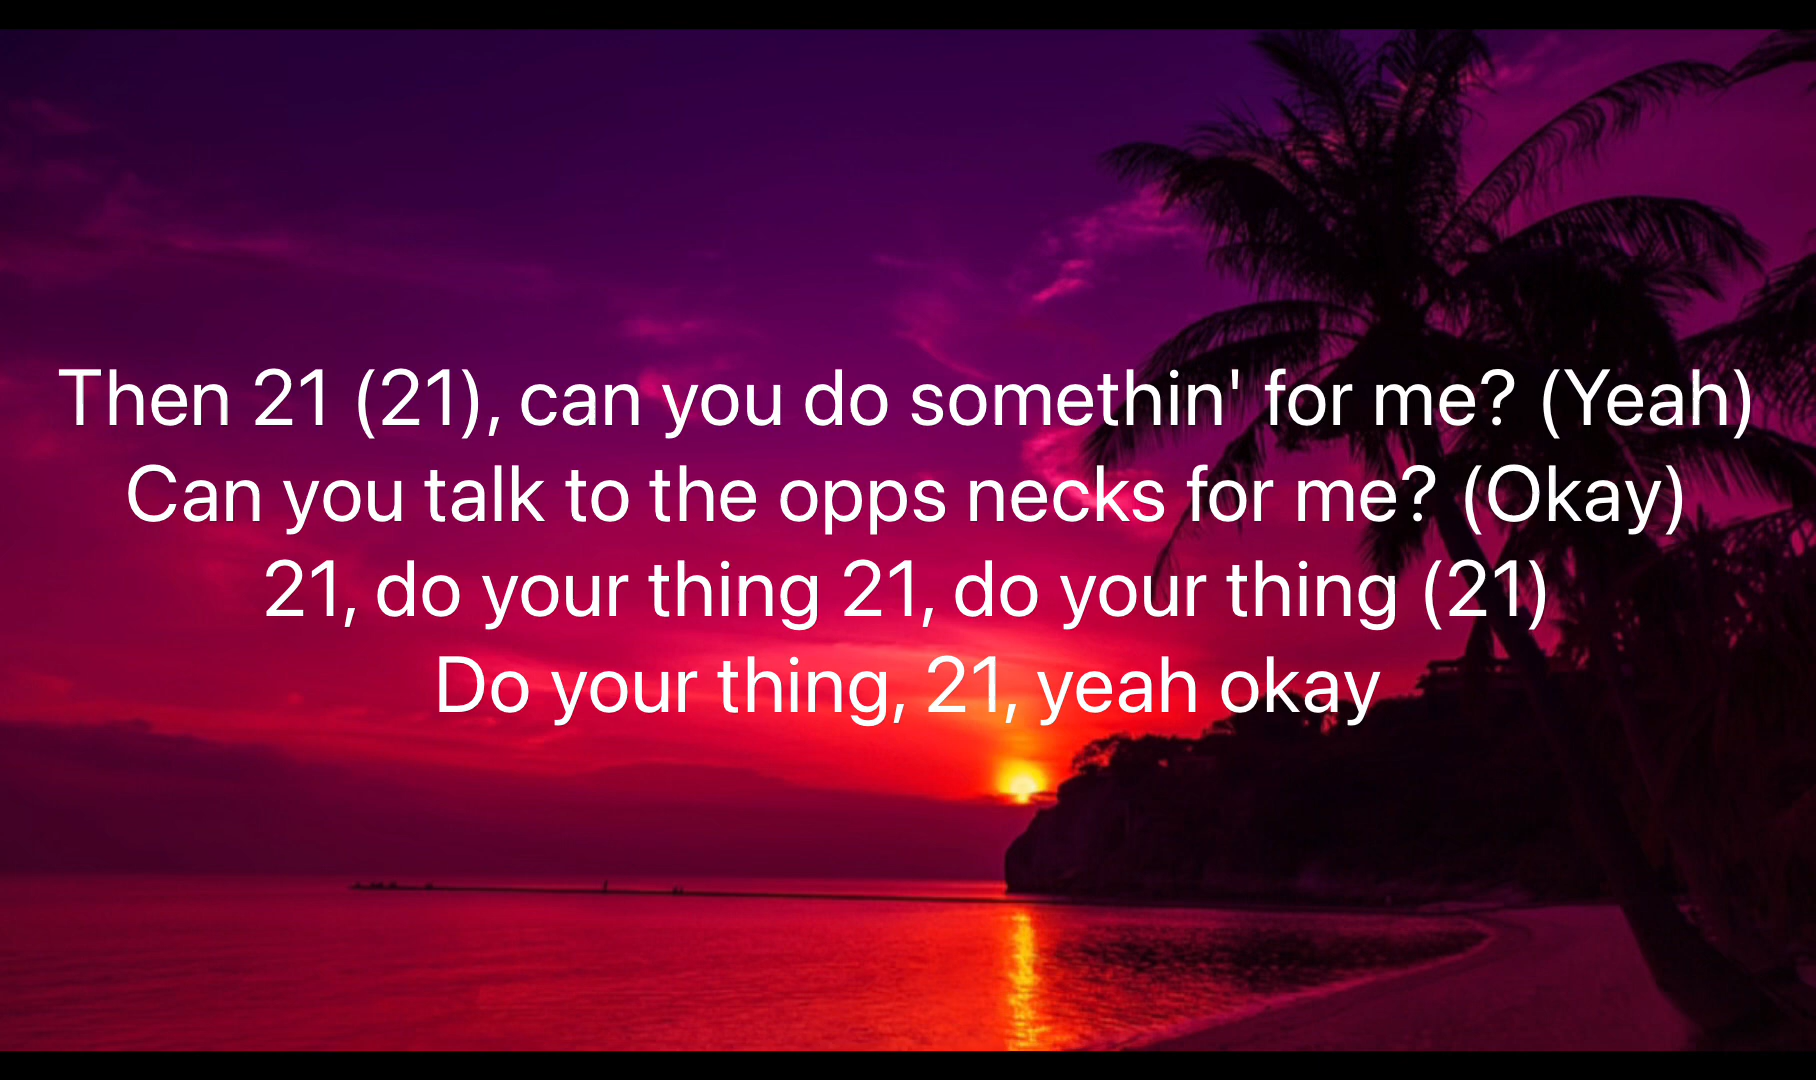 Then 21 (21), can you do somethin' for me? (Yeah)
Can you talk to the opps necks for me? (Okay)
21, do your thing 21, do your thing (21)
Do your thing, 21, yeah okay